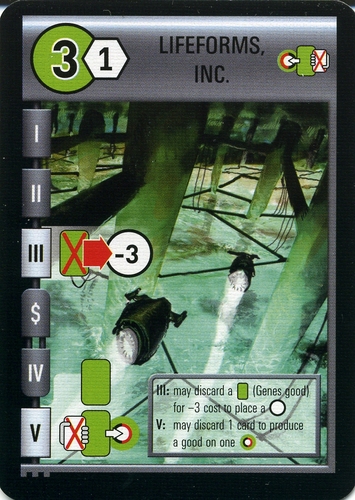 3
1
LIFEFORMS,
INC.
I
II
III
-3
$
IV
V
III: may discard a (Genes good)
for -3 cost to place a
V: may discard 1 card to produce
a good on one